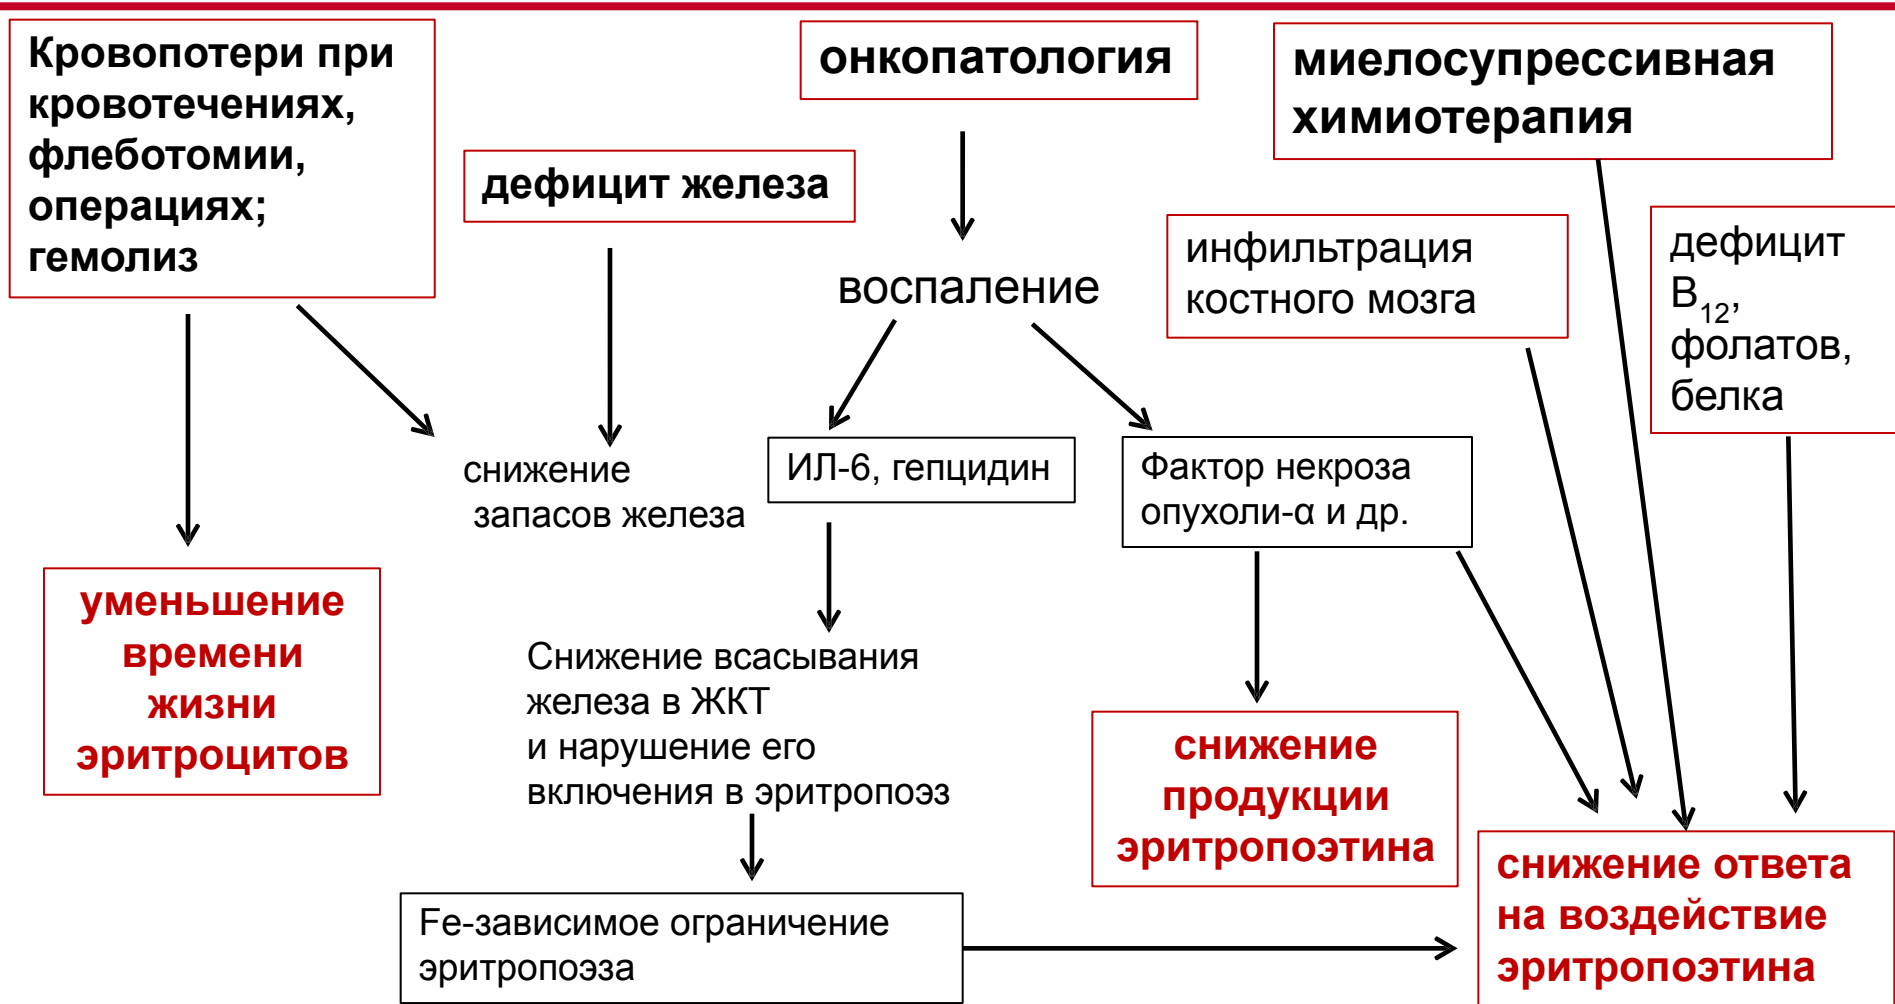 Кровопотери при
кровотечениях,
флеботомии,
операциях;
гемолиз
онкопатология
миелосупрессивная
химиотерапия
дефицит железа
инфильтрация
костного мозга
дефицит
B12,
фолатов,
белка
воспаление
снижение
запасов железа
ИЛ-6, гепцидин
Фактор некроза
опухоли-α и др.
уменьшение
времени
жизни
эритроцитов
Снижение всасывания
железа в ЖКТ
и нарушение его
включения в эритропоэз
снижение
продукции
эритропоэтина
Fe-зависимое ограничение
эритропоэза
снижение ответа
на воздействие
эритропоэтина